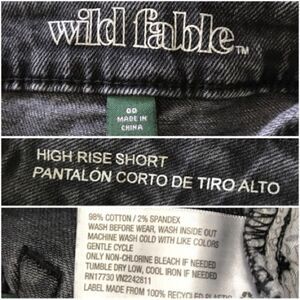 wild fable™
00
MADE IN
CHINA
HIGH RISE SHORT
PANTALÓN CORTO DE TIRO ALTO
98% COTTON / 2% SPANDEX
WASH BEFORE WEAR, WASH INSIDE OUT
MACHINE WASH COLD WITH LIKE COLORS
GENTLE CYCLE
ONLY NON-CHLORINE BLEACH IF NEEDED
TUMBLE DRY LOW, COOL IRON IF NEEDED
RN17730 VN2242811
LABEL MADE FROM 100% RECYCLED PLASTIC